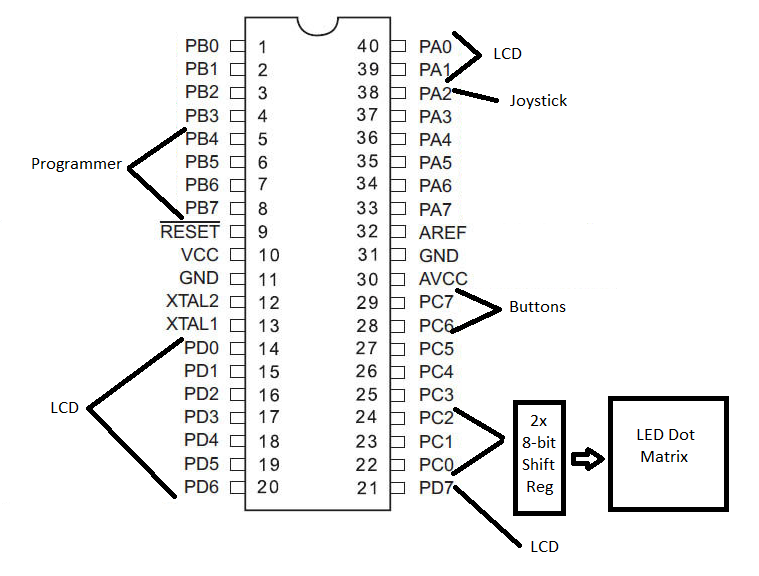 PB0 1 40 PA0
LCD
PB1 2 39 PA1
PB2 3 38 PA2
Joystick
PB3 4 37 PA3
PB4 5 36 PA4
Programmer
PB5 6 35 PA5
PB6 7 34 PA6
PB7 8 33 PA7
RESET 9 32 AREF
VCC 10 31 GND
GND 11 30 AVCC
XTAL2 12 29 PC7
Buttons
XTAL1 13 28 PC6
PD0 14 27 PC5
PD1 15 26 PC4
PD2 16 25 PC3
LCD
PD3 17 24 PC2
PD4 18 23 PC1
PD5 19 22 PC0
PD6 20 21 PD7
2x
8-bit
Shift
Reg
LED Dot
Matrix
LCD